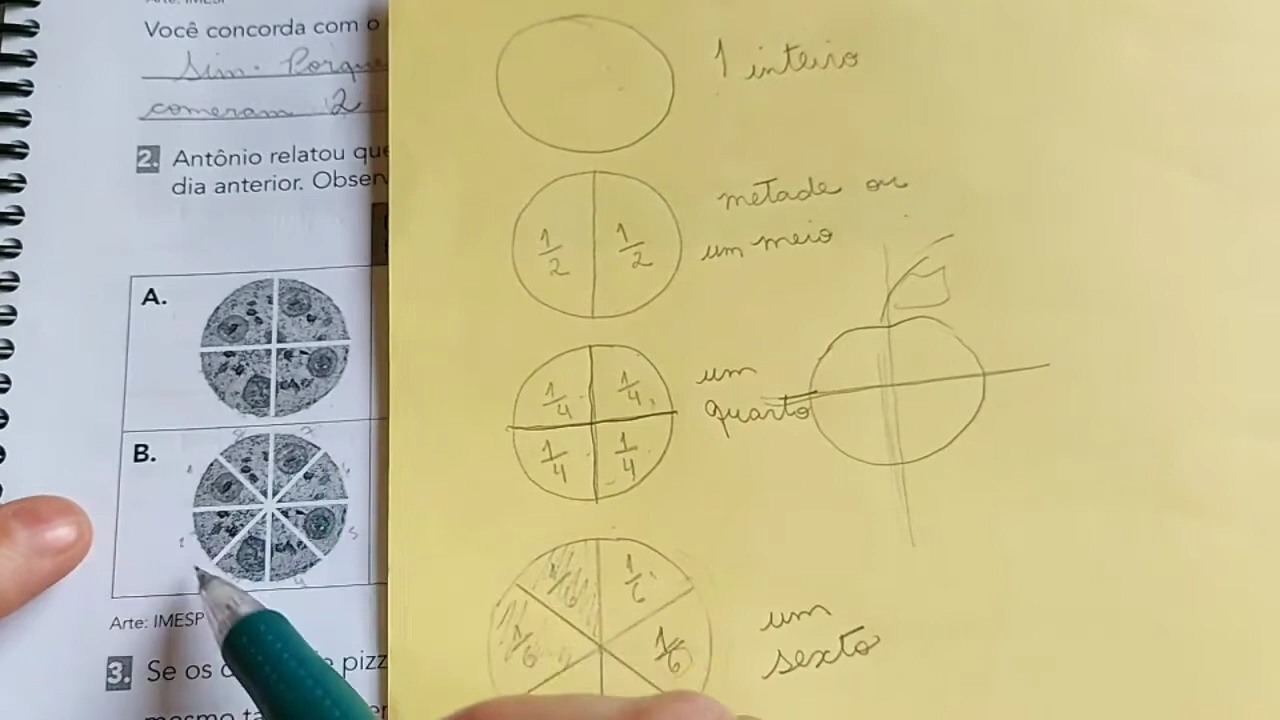 Você concorda com o
Sim. Porque
comeram 2
2. Antônio relatou que
dia anterior. Obser
A.
B.
Arte: IMESP
3. Se os pizz
mesmo ta
1 inteiro
metade ou
um meio
1/2 1/2
um
quarto
1/4 1/4
1/4 1/4
1/6 1/6
1/6 1/6
um
sexto